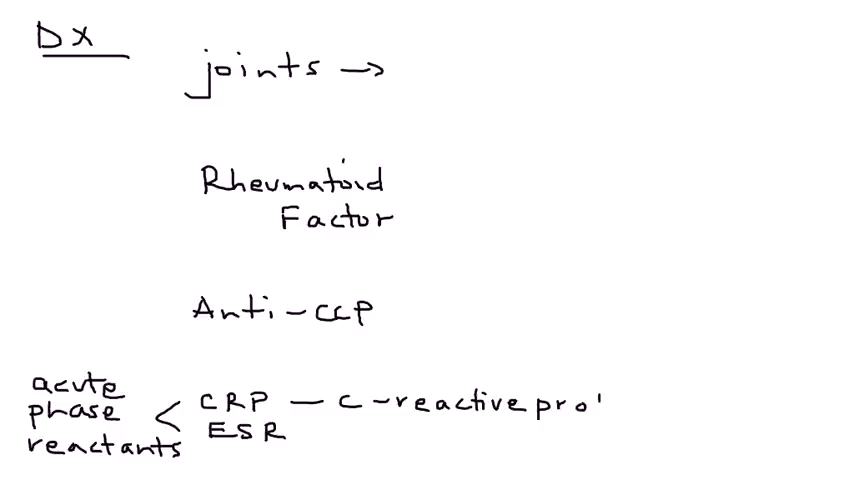 DX
joints →
Rheumatoid
Factor
Anti-CCP
acute
phase
reactants
< CRP — C-reactive pro
ESR